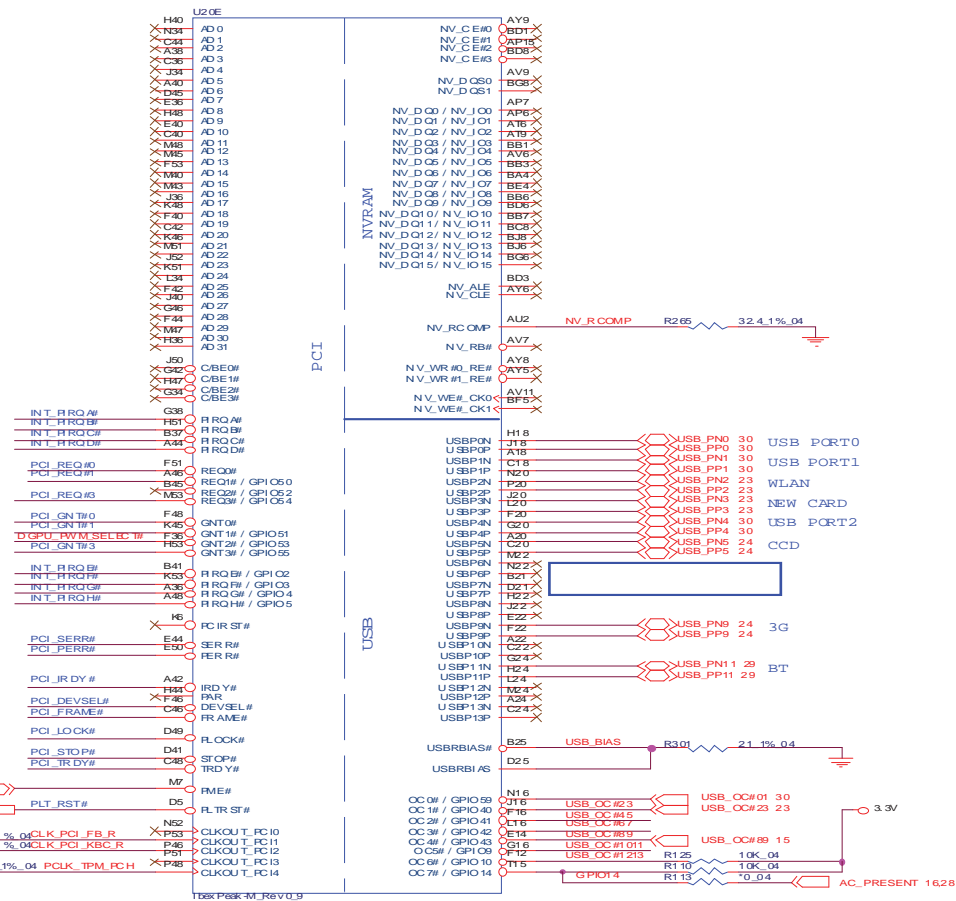 U20E
H40 AD0
N34 AD1
C44 AD2
A38 AD3
C36 AD4
J34 AD5
A40 AD6
D45 AD7
E36 AD8
H48 AD9
E40 AD10
C40 AD11
M48 AD12
M45 AD13
F53 AD14
M40 AD15
M43 AD16
J36 AD17
K48 AD18
F40 AD19
C42 AD20
K46 AD21
M51 AD22
J52 AD23
K51 AD24
L34 AD25
F42 AD26
J40 AD27
G46 AD28
F44 AD29
M47 AD30
H36 AD31
J50 C/BE0#
G42 C/BE1#
H47 C/BE2#
G34 C/BE3#
INT_PIRQA# G38 PIRQA#
INT_PIRQB# H51 PIRQB#
INT_PIRQC# B37 PIRQC#
INT_PIRQD# A44 PIRQD#
PCI_REQ#0 F51 REQ0#
PCI_REQ#1 A46 REQ1# / GPIO50
B45 REQ2# / GPIO52
PCI_REQ#3 M53 REQ3# / GPIO54
PCI_GNT#0 F48 GNT0#
PCI_GNT#1 K45 GNT1# / GPIO51
DGPU_PWM_SELECT# F36 GNT2# / GPIO53
PCI_GNT#3 H53 GNT3# / GPIO55
INT_PIRQE# B41 PIRQE# / GPIO2
INT_PIRQF# K53 PIRQF# / GPIO3
INT_PIRQG# A36 PIRQG# / GPIO4
INT_PIRQH# A48 PIRQH# / GPIO5
K6 PCIRST#
PCI_SERR# E44 SERR#
PCI_PERR# E50 PERR#
PCI_IRDY# A42 IRDY#
H44 PAR
PCI_DEVSEL# F46 DEVSEL#
PCI_FRAME# C46 FRAME#
PCI_LOCK# D49 PLOCK#
PCI_STOP# D41 STOP#
PCI_TRDY# C48 TRDY#
M7 PME#
PLT_RST# D5 PLTRST#
N52 CLKOUT_PCI0
%_04 CLK_PCI_FB_R P53 CLKOUT_PCI1
%_04 CLK_PCI_KBC_R P46 CLKOUT_PCI2
P51 CLKOUT_PCI3
1%_04 PCLK_TPM_PCH P48 CLKOUT_PCI4
PCI
NVRAM
USB
NV_CE#0 AY9
NV_CE#1 BD1
NV_CE#2 AP15
NV_CE#3 BD8
NV_DQS0 AV9
NV_DQS1 BG8
NV_DQ0 / NV_IO0 AP7
NV_DQ1 / NV_IO1 AP6
NV_DQ2 / NV_IO2 AT6
NV_DQ3 / NV_IO3 AT9
NV_DQ4 / NV_IO4 BB1
NV_DQ5 / NV_IO5 AV6
NV_DQ6 / NV_IO6 BB3
NV_DQ7 / NV_IO7 BA4
NV_DQ8 / NV_IO8 BE4
NV_DQ9 / NV_IO9 BB6
NV_DQ10 / NV_IO10 BD6
NV_DQ11 / NV_IO11 BB7
NV_DQ12 / NV_IO12 BC8
NV_DQ13 / NV_IO13 BJ8
NV_DQ14 / NV_IO14 BJ6
NV_DQ15 / NV_IO15 BG6
NV_ALE BD3
NV_CLE AY6
NV_RCOMP AU2 NV_RCOMP R265 32.4_1%_04
NV_RB# AV7
NV_WR#0_RE# AY8
NV_WR#1_RE# AY5
NV_WE#_CK0 AV11
NV_WE#_CK1 BF5
USBP0N H18 USB_PN0 30 USB PORT0
USBP0P J18 USB_PP0 30
USBP1N A18 USB_PN1 30 USB PORT1
USBP1P C18 USB_PP1 30
USBP2N N20 USB_PN2 23 WLAN
USBP2P P20 USB_PP2 23
USBP3N J20 USB_PN3 23 NEW CARD
USBP3P L20 USB_PP3 23
USBP4N F20 USB_PN4 30 USB PORT2
USBP4P G20 USB_PP4 30
USBP5N A20 USB_PN5 24 CCD
USBP5P C20 USB_PP5 24
USBP6N M22
USBP6P N22
USBP7N B21
USBP7P D21
USBP8N H22
USBP8P J22
USBP9N E22 USB_PN9 24 3G
USBP9P F22 USB_PP9 24
USBP10N A22
USBP10P C22
USBP11N G24 USB_PN11 29 BT
USBP11P H24 USB_PP11 29
USBP12N L24
USBP12P M24
USBP13N A24
USBP13P C24
USBRBIAS# B25 USB_BIAS R301 21_1%_04
USBRBIAS D25
OC0# / GPIO59 N16 USB_OC#01 30
OC1# / GPIO40 J16 USB_OC#23 USB_OC#23 23
OC2# / GPIO41 F16 USB_OC#45
OC3# / GPIO42 L16 USB_OC#67
OC4# / GPIO43 E14 USB_OC#89 USB_OC#89 15
OC5# / GPIO9 G16 USB_OC#1011
OC6# / GPIO10 F12 USB_OC#1213 R125 10K_04
OC7# / GPIO14 T15 GPIO14 R110 10K_04
R113 *0_04 AC_PRESENT 16,28
3.3V
IbexPeak-M_Rev0_9